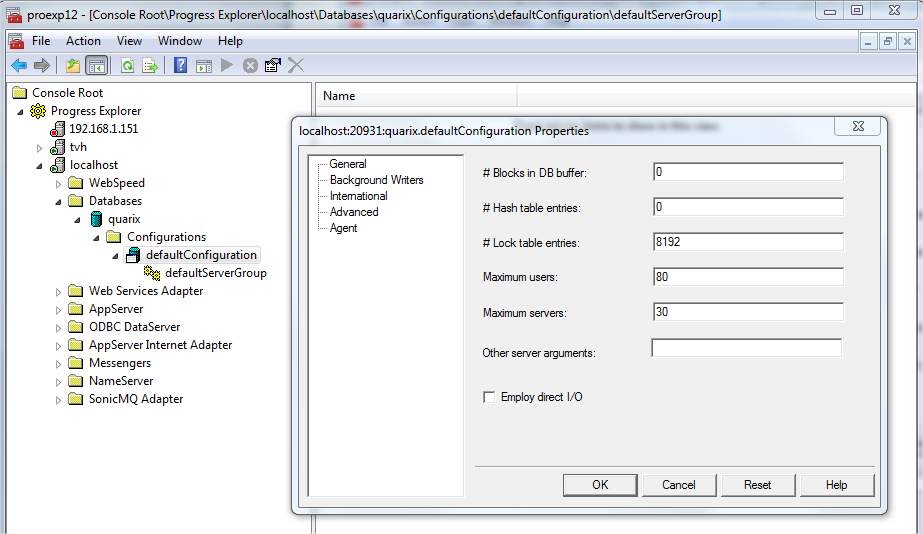 proexp12 - [Console Root\Progress Explorer\localhost\Databases\quarix\Configurations\defaultConfiguration\defaultServerGroup]
File Action View Window Help
Console Root
Progress Explorer
192.168.1.151
tvh
localhost
WebSpeed
Databases
quarix
Configurations
defaultConfiguration
defaultServerGroup
Web Services Adapter
AppServer
ODBC DataServer
AppServer Internet Adapter
Messengers
NameServer
SonicMQ Adapter
Name
localhost:20931:quarix.defaultConfiguration Properties
General
Background Writers
International
Advanced
Agent
# Blocks in DB buffer: 0
# Hash table entries: 0
# Lock table entries: 8192
Maximum users: 80
Maximum servers: 30
Other server arguments:
Employ direct I/O
OK Cancel Reset Help